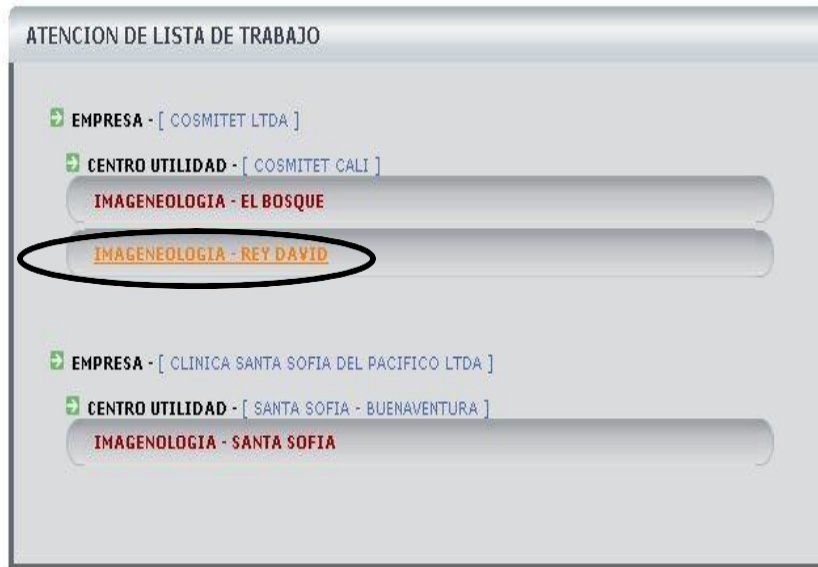 ATENCION DE LISTA DE TRABAJO
EMPRESA - [ COSMITET LTDA ]
CENTRO UTILIDAD - [ COSMITET CALI ]
IMAGENEOLOGIA - EL BOSQUE
IMAGENEOLOGIA - REY DAVID
EMPRESA - [ CLINICA SANTA SOFIA DEL PACIFICO LTDA ]
CENTRO UTILIDAD - [ SANTA SOFIA - BUENAVENTURA ]
IMAGENOLOGIA - SANTA SOFIA